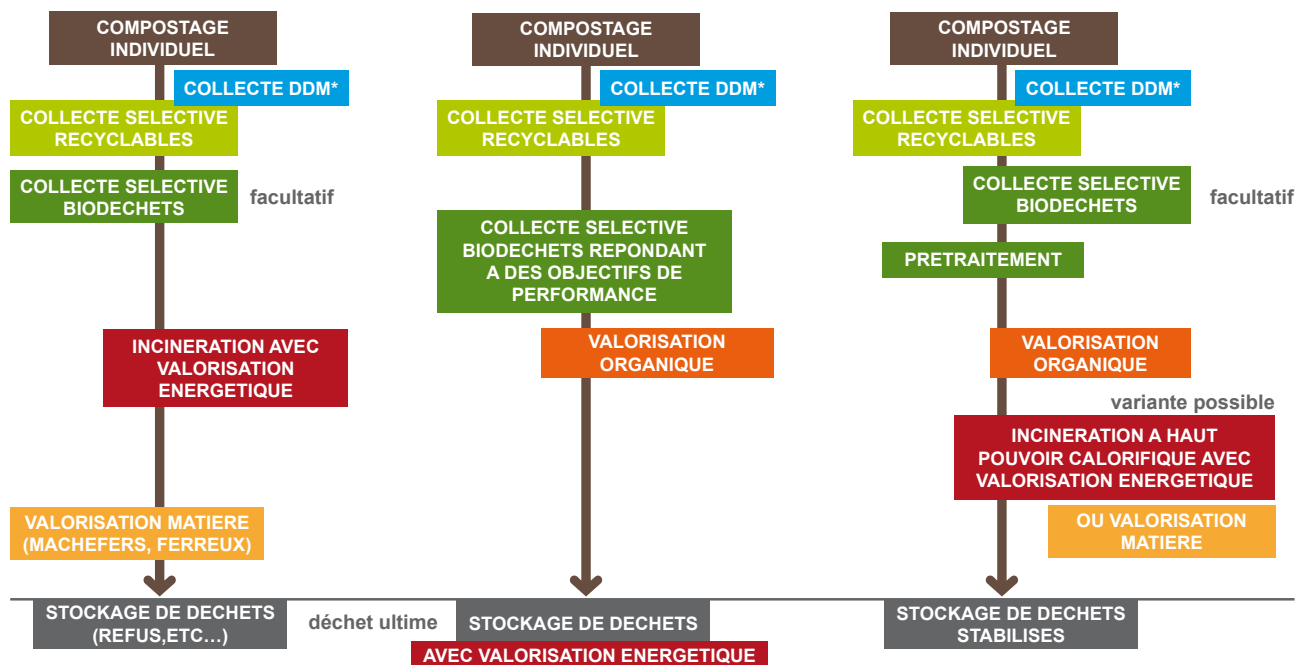 COMPOSTAGE
INDIVIDUEL
COLLECTE DDM*
COLLECTE SELECTIVE
RECYCLABLES
COLLECTE SELECTIVE
BIODECHETS
facultatif
INCINERATION AVEC
VALORISATION
ENERGETIQUE
VALORISATION MATIERE
(MACHEFERS, FERREUX)
STOCKAGE DE DECHETS
(REFUS,ETC…)
déchet ultime
COMPOSTAGE
INDIVIDUEL
COLLECTE DDM*
COLLECTE SELECTIVE
RECYCLABLES
COLLECTE SELECTIVE
BIODECHETS REPONDANT
A DES OBJECTIFS DE
PERFORMANCE
VALORISATION
ORGANIQUE
STOCKAGE DE DECHETS
AVEC VALORISATION ENERGETIQUE
COMPOSTAGE
INDIVIDUEL
COLLECTE DDM*
COLLECTE SELECTIVE
RECYCLABLES
COLLECTE SELECTIVE
BIODECHETS
facultatif
PRETRAITEMENT
VALORISATION
ORGANIQUE
variante possible
INCINERATION A HAUT
POUVOIR CALORIFIQUE AVEC
VALORISATION ENERGETIQUE
OU VALORISATION
MATIERE
STOCKAGE DE DECHETS
STABILISES